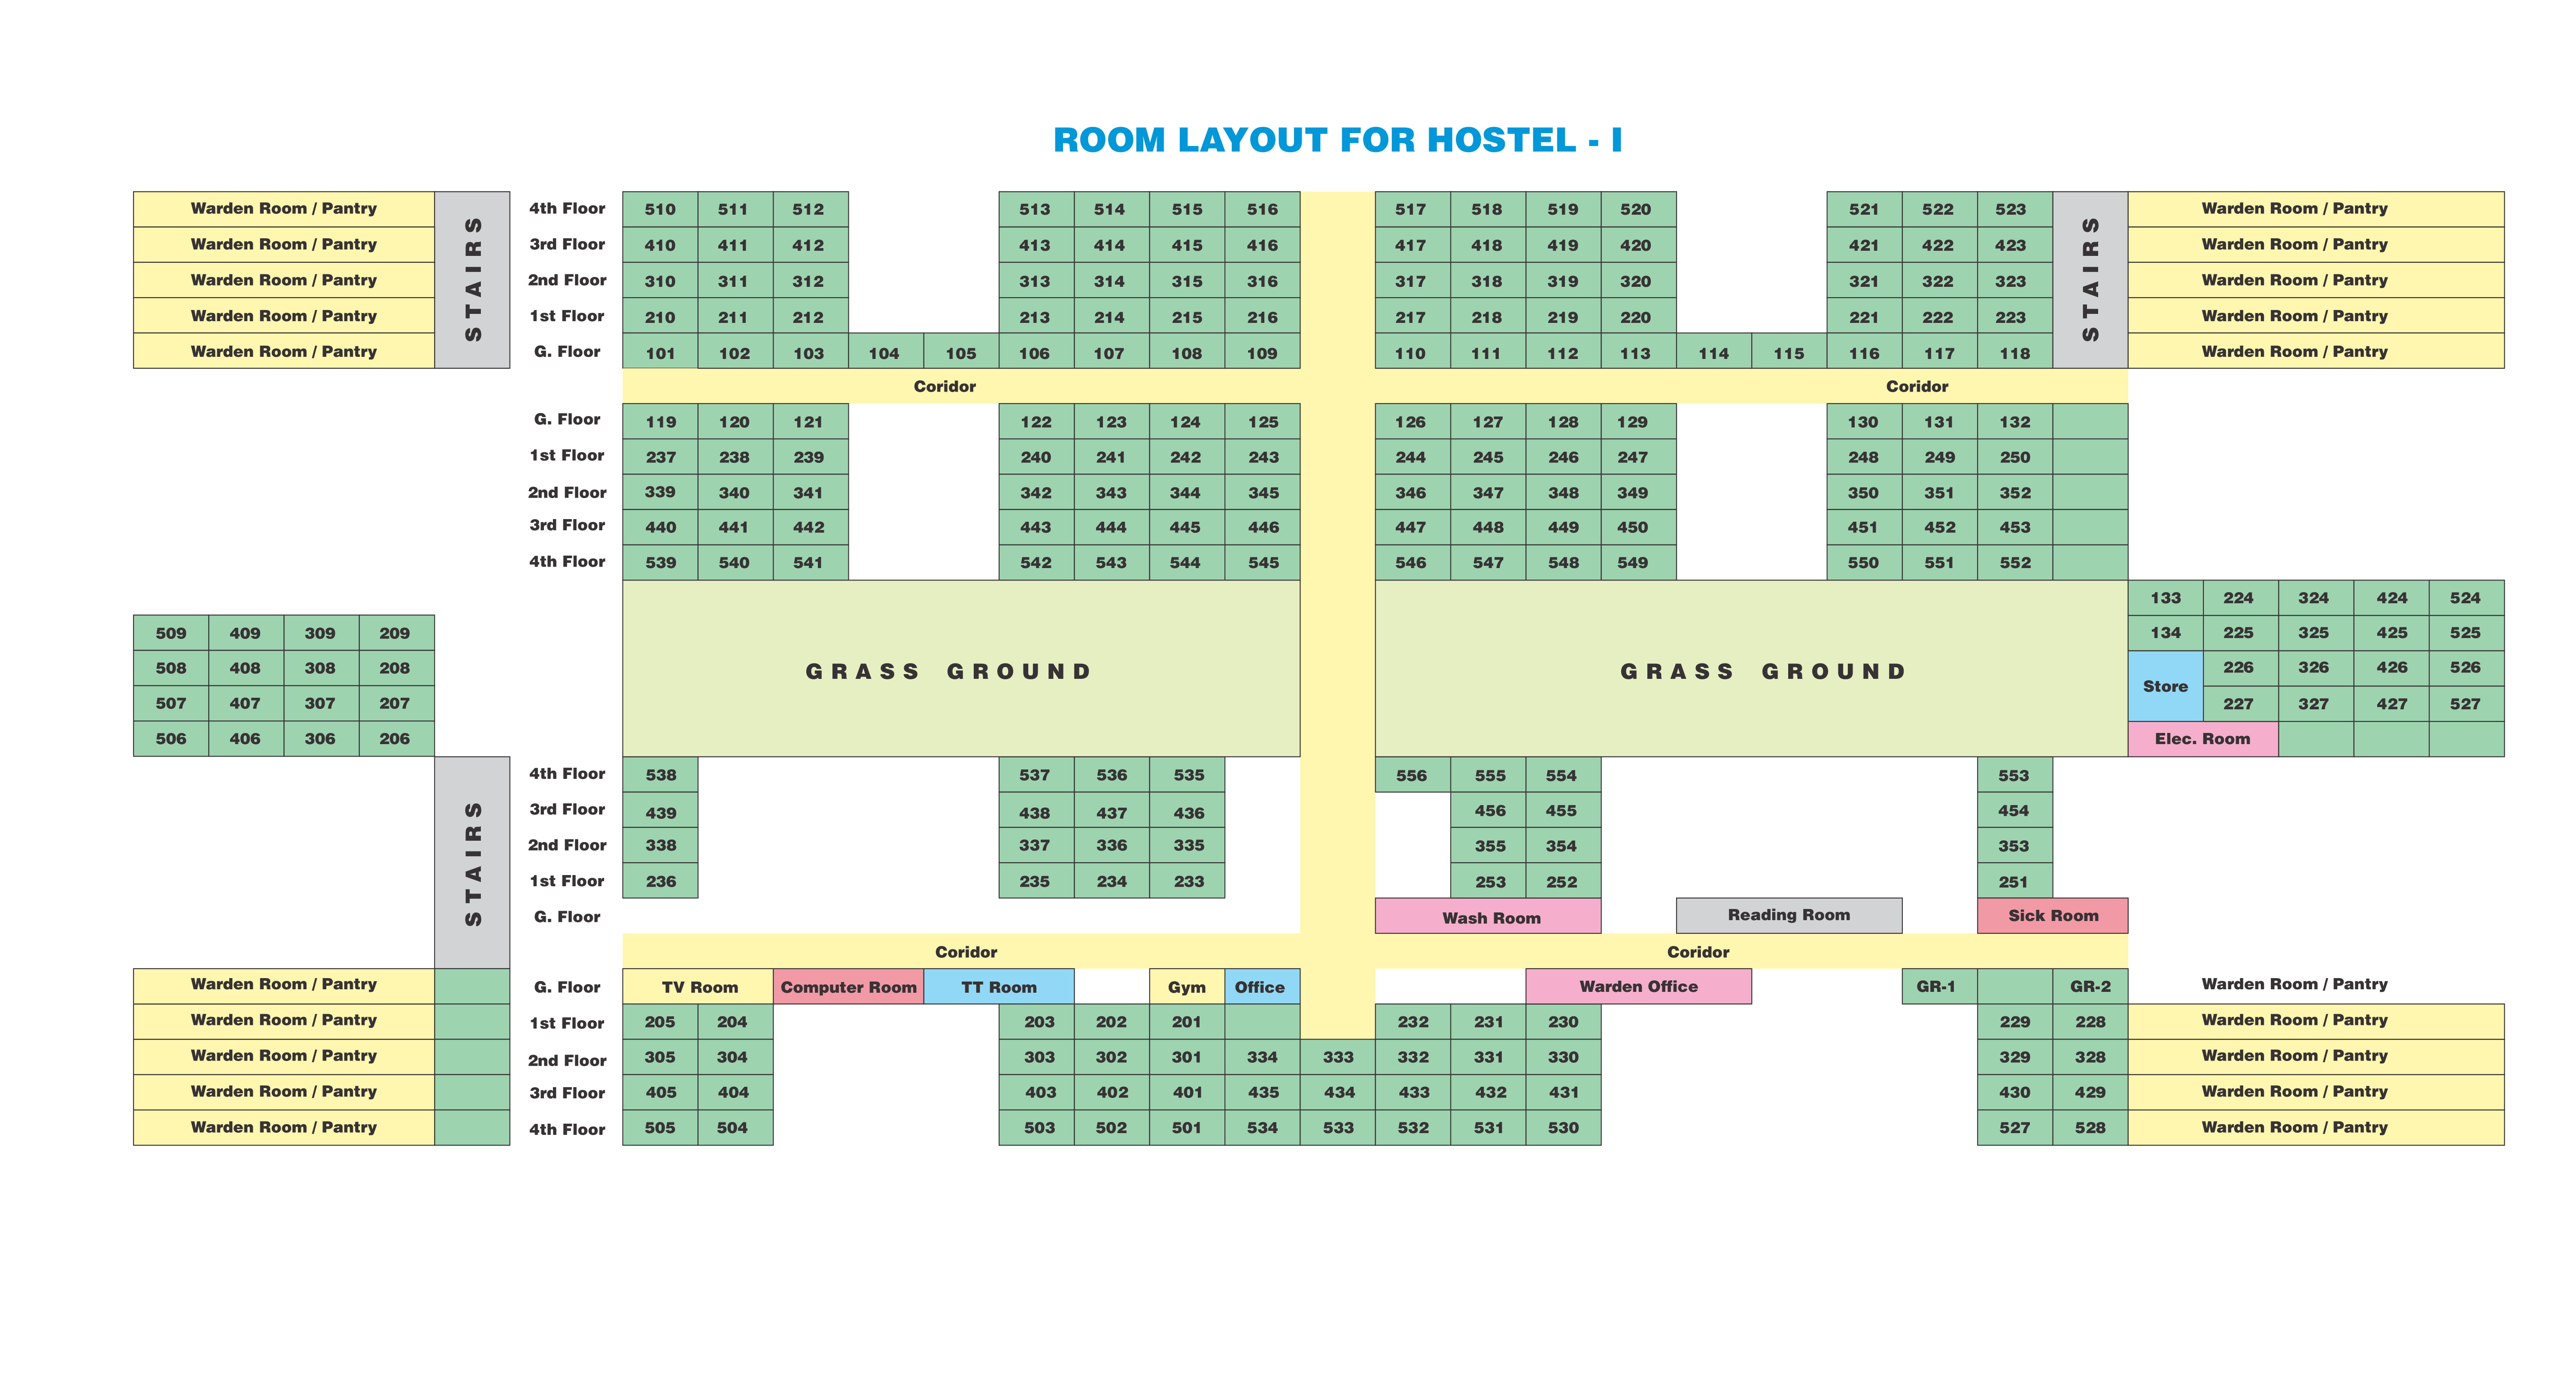 ROOM LAYOUT FOR HOSTEL - I
Warden Room / Pantry STAIRS 4th Floor 510 511 512 513 514 515 516 517 518 519 520 521 522 523 STAIRS Warden Room / Pantry
Warden Room / Pantry 3rd Floor 410 411 412 413 414 415 416 417 418 419 420 421 422 423 Warden Room / Pantry
Warden Room / Pantry 2nd Floor 310 311 312 313 314 315 316 317 318 319 320 321 322 323 Warden Room / Pantry
Warden Room / Pantry 1st Floor 210 211 212 213 214 215 216 217 218 219 220 221 222 223 Warden Room / Pantry
Warden Room / Pantry G. Floor 101 102 103 104 105 106 107 108 109 110 111 112 113 114 115 116 117 118 Warden Room / Pantry
Coridor Coridor
G. Floor 119 120 121 122 123 124 125 126 127 128 129 130 131 132
1st Floor 237 238 239 240 241 242 243 244 245 246 247 248 249 250
2nd Floor 339 340 341 342 343 344 345 346 347 348 349 350 351 352
3rd Floor 440 441 442 443 444 445 446 447 448 449 450 451 452 453
4th Floor 539 540 541 542 543 544 545 546 547 548 549 550 551 552
133 224 324 424 524
509 409 309 209 134 225 325 425 525
508 408 308 208 GRASS GROUND GRASS GROUND Store 226 326 426 526
507 407 307 207 227 327 427 527
506 406 306 206 Elec. Room
STAIRS 4th Floor 538 537 536 535 556 555 554 553
3rd Floor 439 438 437 436 456 455 454
2nd Floor 338 337 336 335 355 354 353
1st Floor 236 235 234 233 253 252 251
G. Floor Wash Room Reading Room Sick Room
Coridor Coridor
Warden Room / Pantry G. Floor TV Room Computer Room TT Room Gym Office Warden Office GR-1 GR-2 Warden Room / Pantry
Warden Room / Pantry 1st Floor 205 204 203 202 201 232 231 230 229 228 Warden Room / Pantry
Warden Room / Pantry 2nd Floor 305 304 303 302 301 334 333 332 331 330 329 328 Warden Room / Pantry
Warden Room / Pantry 3rd Floor 405 404 403 402 401 435 434 433 432 431 430 429 Warden Room / Pantry
Warden Room / Pantry 4th Floor 505 504 503 502 501 534 533 532 531 530 527 528 Warden Room / Pantry